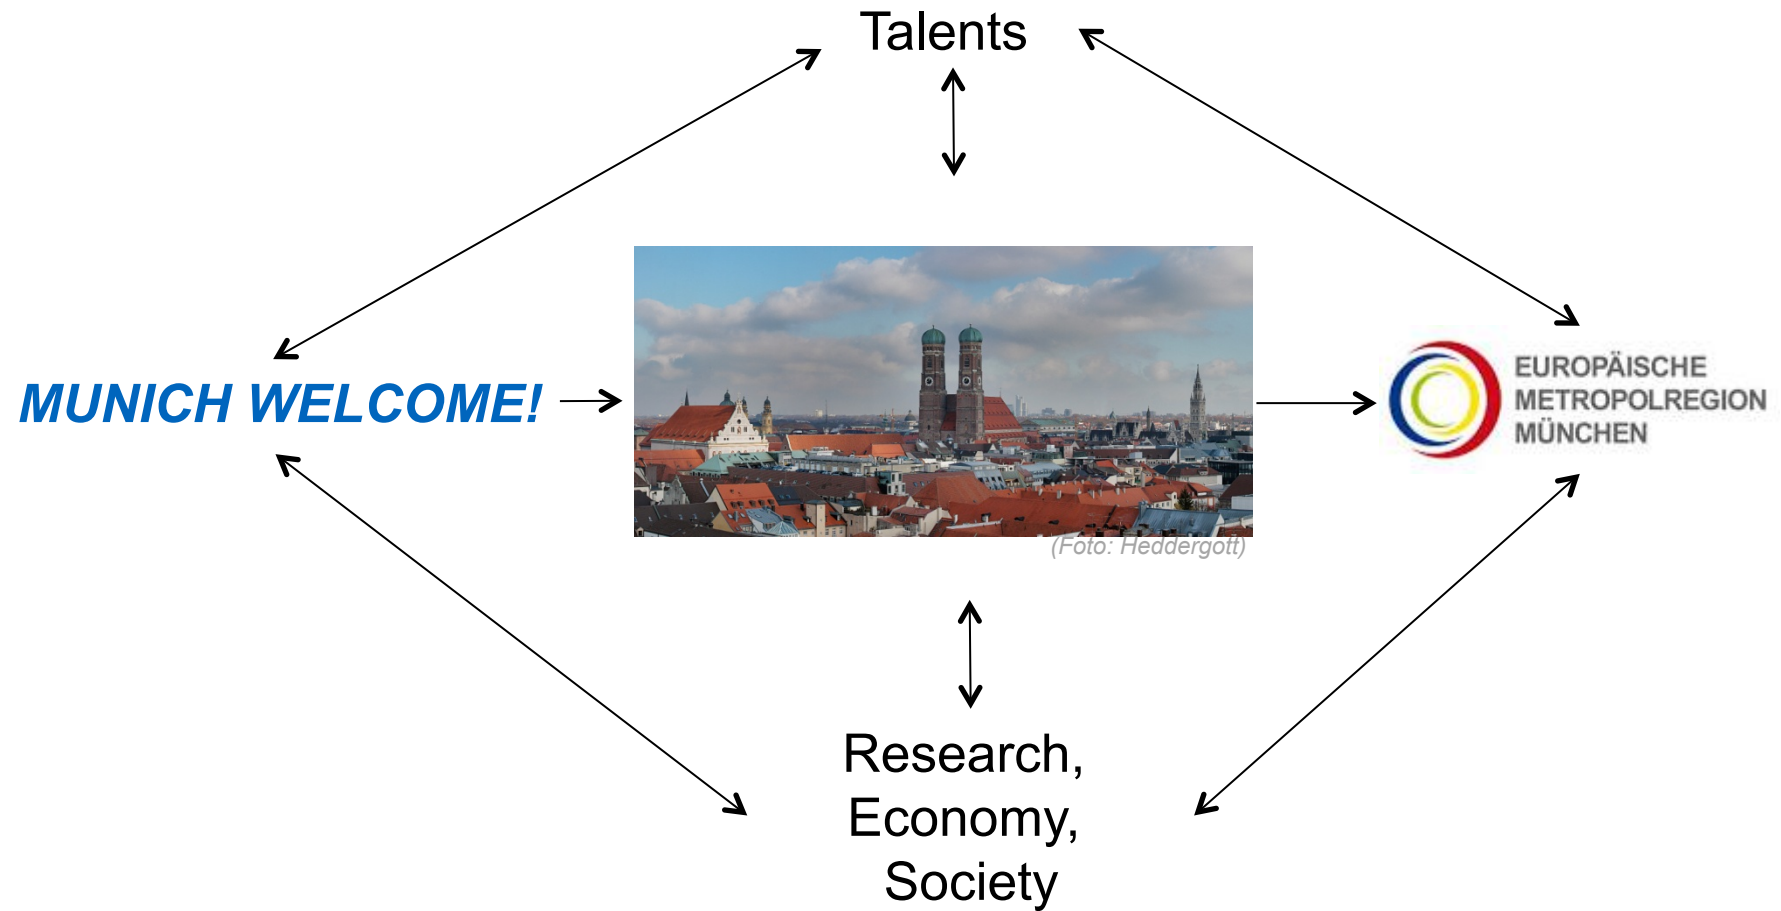 Talents
MUNICH WELCOME!
EUROPÄISCHE
METROPOLREGION
MÜNCHEN
(Foto: Heddergott)
Research,
Economy,
Society